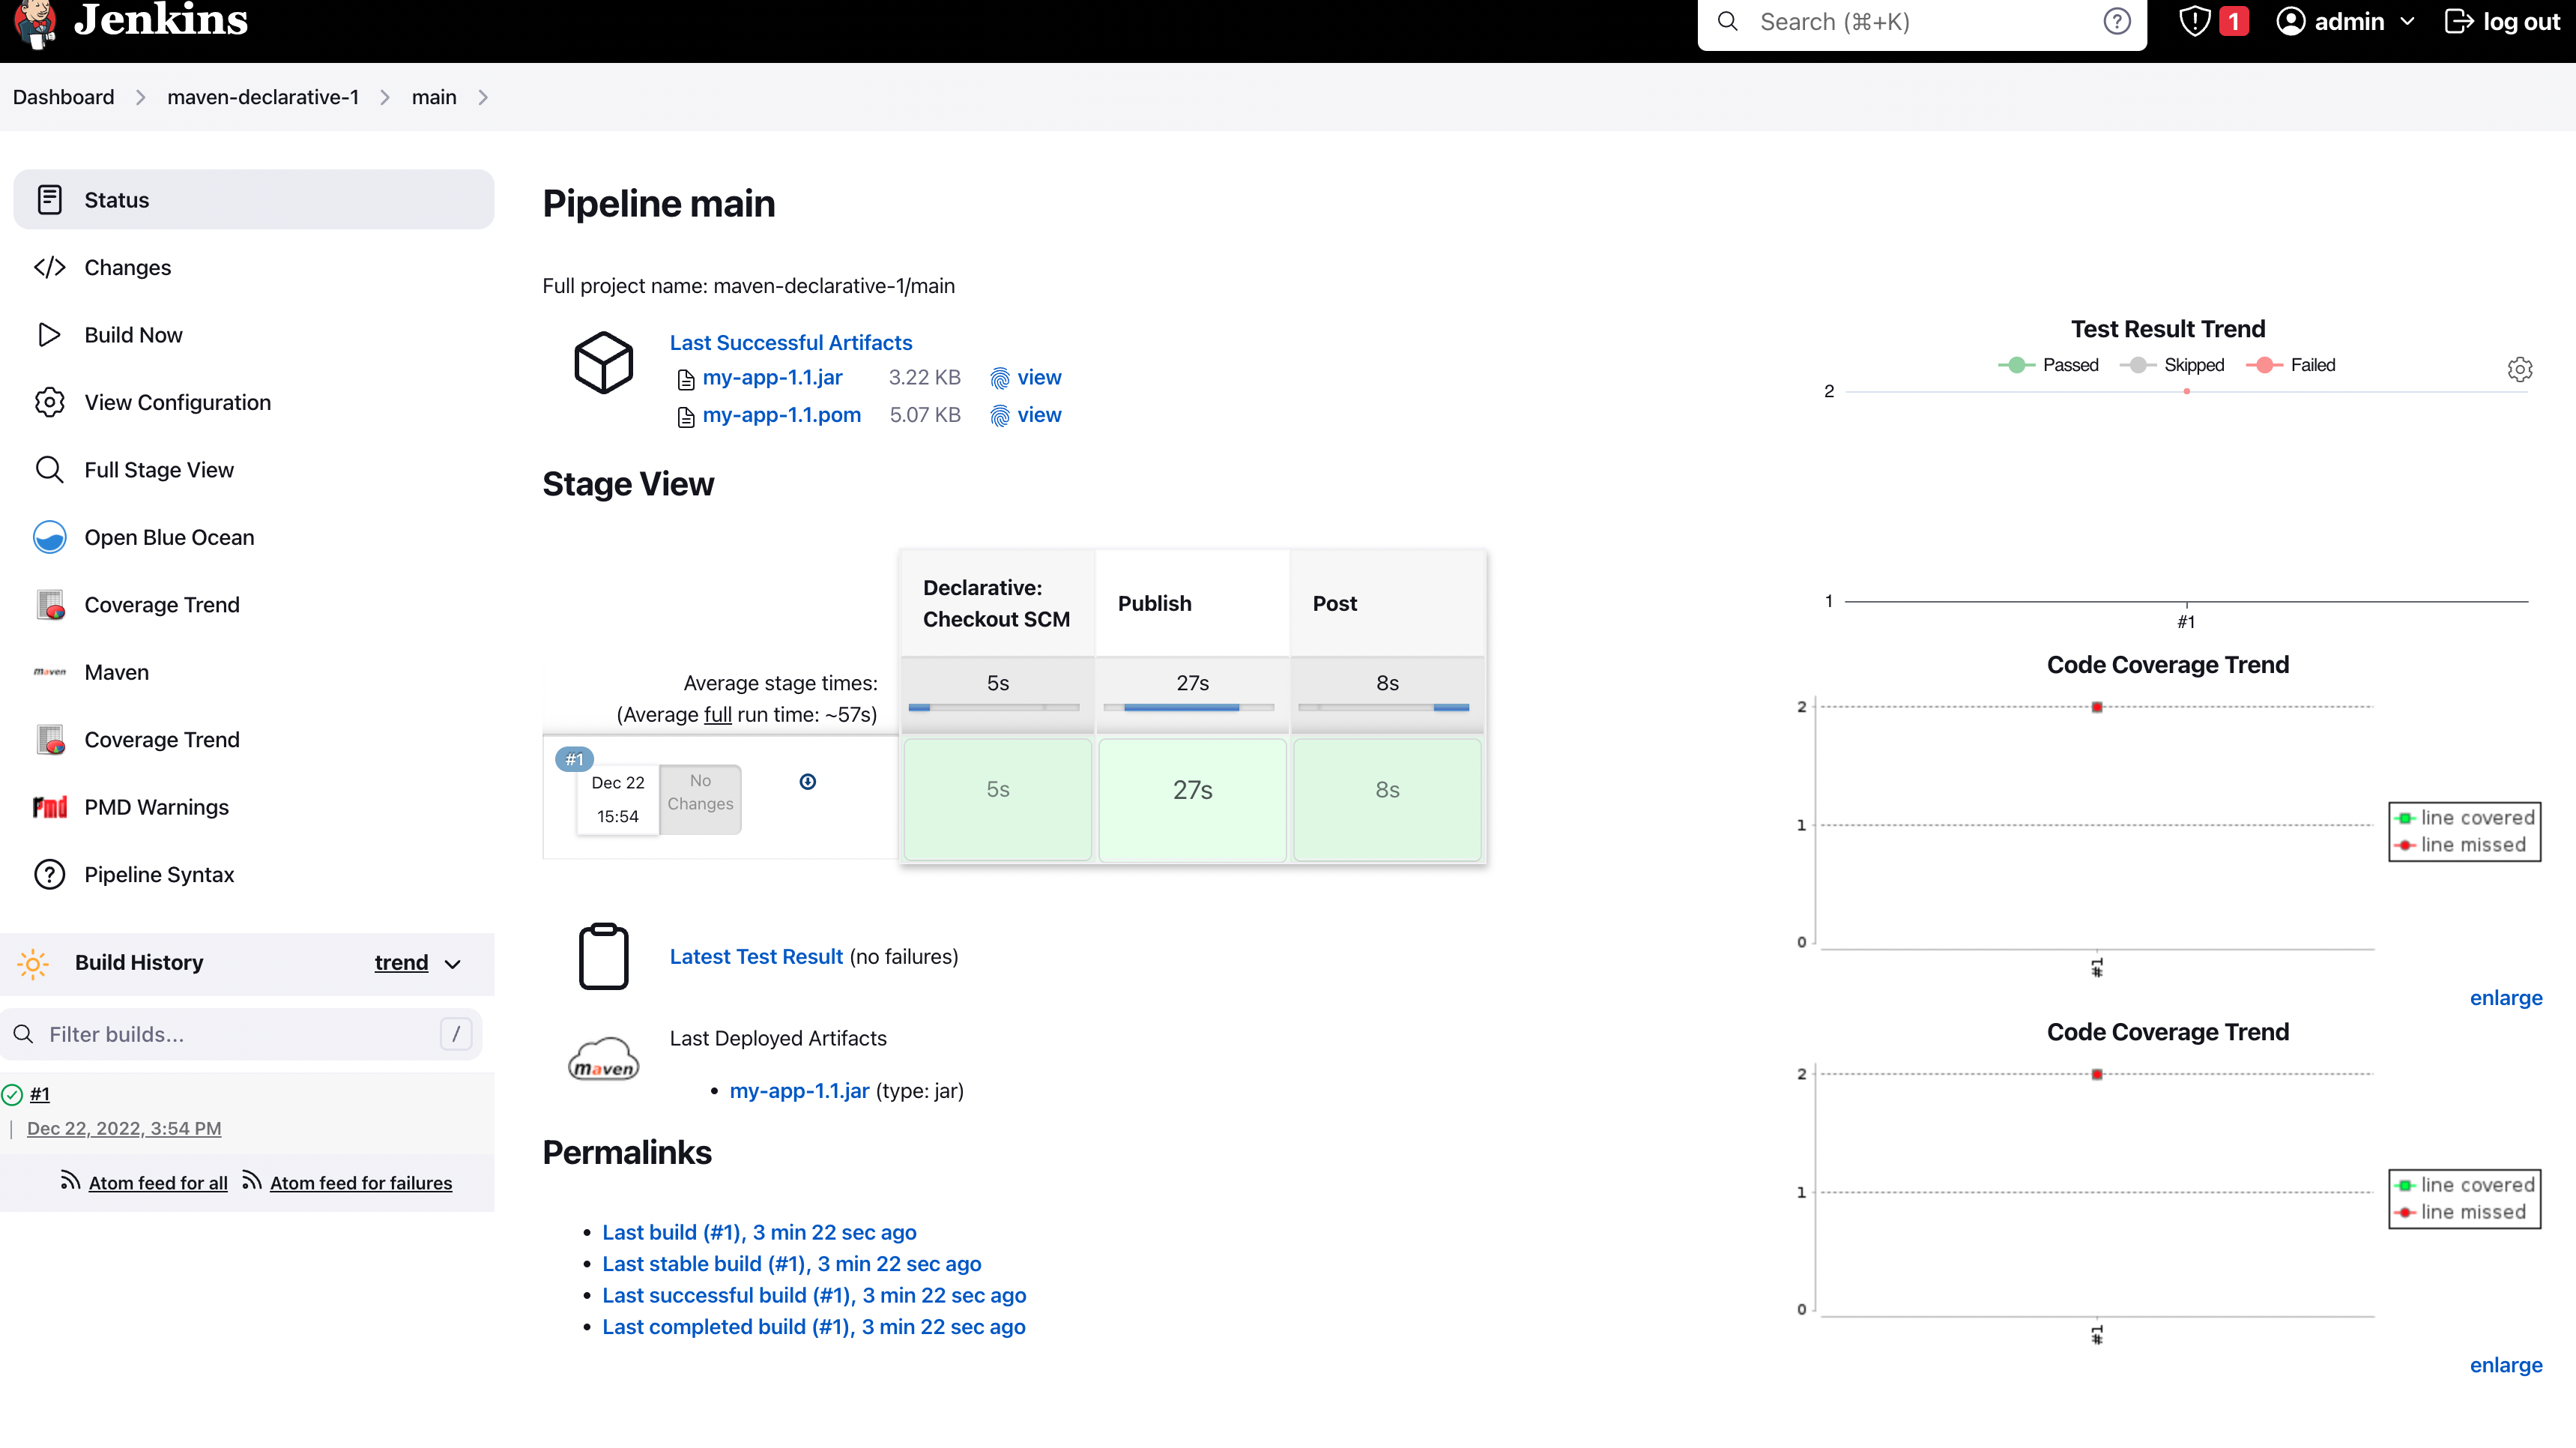 Jenkins
Search (⌘+K)
1
admin
log out
Dashboard
maven-declarative-1
main
Status
Changes
Build Now
View Configuration
Full Stage View
Open Blue Ocean
Coverage Trend
maven
Maven
Coverage Trend
Pmd
PMD Warnings
Pipeline Syntax
Build History
trend
Filter builds...
/
#1
Dec 22, 2022, 3:54 PM
Atom feed for all
Atom feed for failures
Pipeline main
Full project name: maven-declarative-1/main
Last Successful Artifacts
my-app-1.1.jar 3.22 KB view
my-app-1.1.pom 5.07 KB view
Stage View
Declarative:
Checkout SCM
Publish
Post
Average stage times:
(Average full run time: ~57s)
5s
27s
8s
#1
Dec 22
15:54
No
Changes
5s
27s
8s
Latest Test Result (no failures)
maven
Last Deployed Artifacts
my-app-1.1.jar (type: jar)
Permalinks
Last build (#1), 3 min 22 sec ago
Last stable build (#1), 3 min 22 sec ago
Last successful build (#1), 3 min 22 sec ago
Last completed build (#1), 3 min 22 sec ago
Test Result Trend
Passed Skipped Failed
2
1
#1
Code Coverage Trend
2
1
0
#1
line covered
line missed
enlarge
Code Coverage Trend
2
1
0
#1
line covered
line missed
enlarge